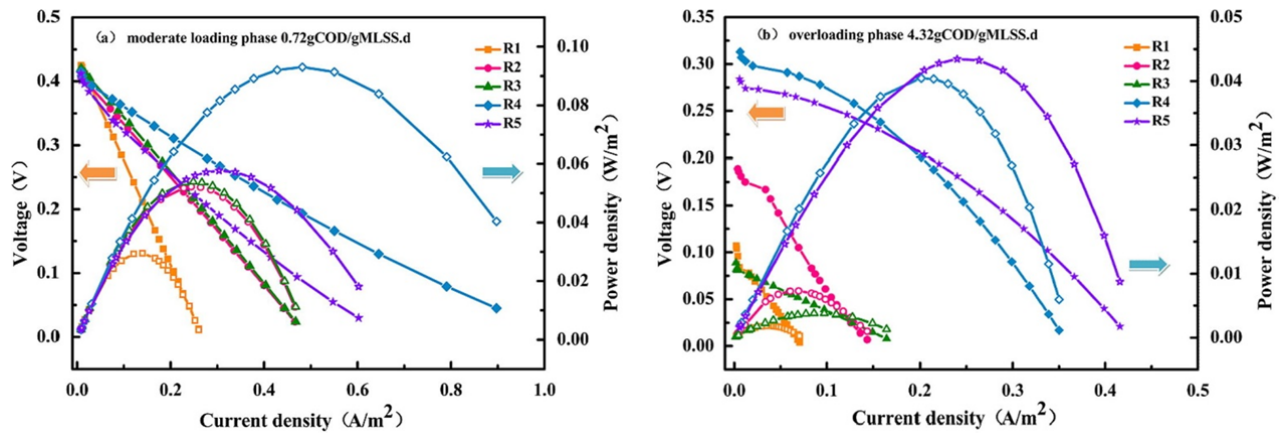 (a) moderate loading phase 0.72gCOD/gMLSS.d
R1
R2
R3
R4
R5
0.5
0.4
0.3
0.2
0.1
0.0
Voltage (V)
0.10
0.08
0.06
0.04
0.02
0.00
Power density (W/m²)
0.0 0.2 0.4 0.6 0.8 1.0
Current density (A/m²)
(b) overloading phase 4.32gCOD/gMLSS.d
R1
R2
R3
R4
R5
0.35
0.30
0.25
0.20
0.15
0.10
0.05
0.00
Voltage (V)
0.05
0.04
0.03
0.02
0.01
0.00
Power density (W/m²)
0.0 0.1 0.2 0.3 0.4 0.5
Current density (A/m²)